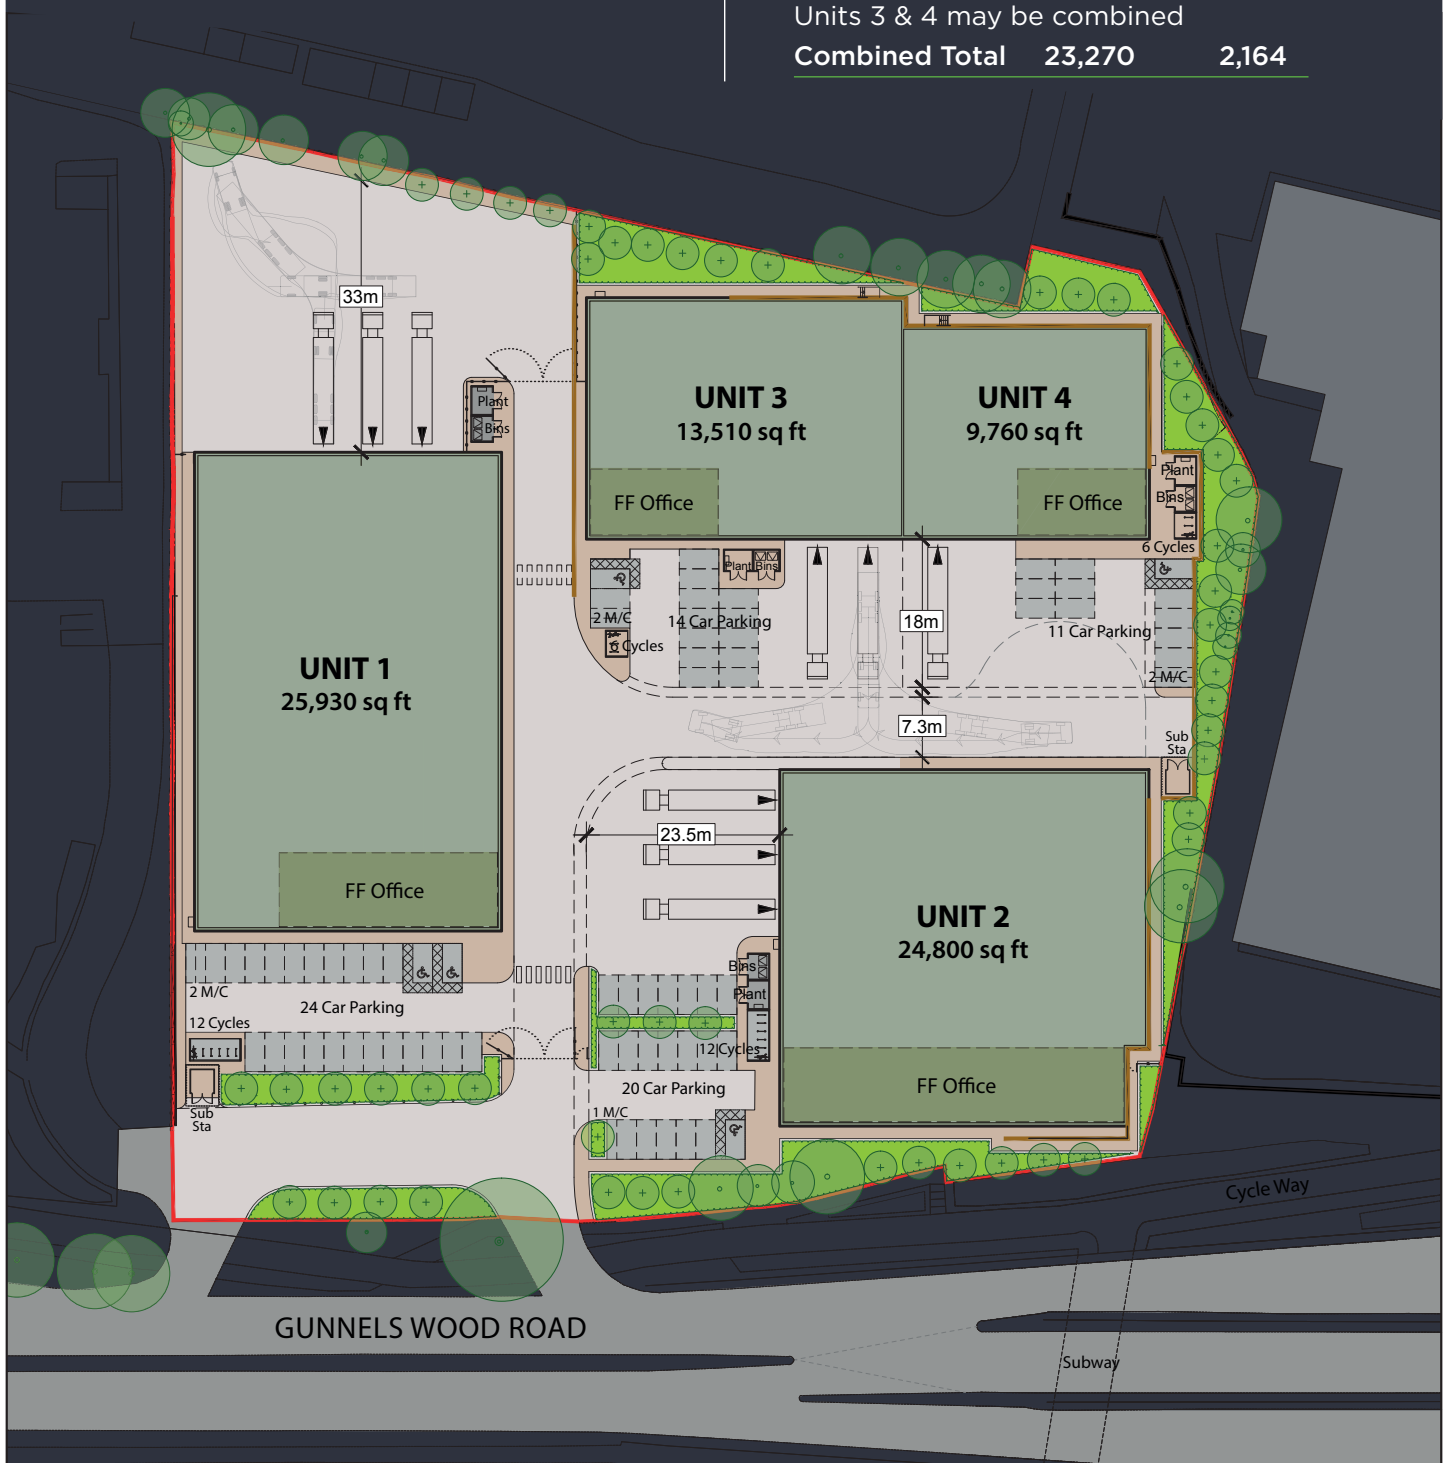 Units 3 & 4 may be combined
Combined Total 23,270 2,164
33m
Plant
Bins
UNIT 3
13,510 sq ft
FF Office
UNIT 4
9,760 sq ft
FF Office
Plant
Bins
6 Cycles
Plant Bins
2 M/C
14 Car Parking
6 Cycles
18m
11 Car Parking
2 M/C
UNIT 1
25,930 sq ft
FF Office
7.3m
Sub
Sta
23.5m
UNIT 2
24,800 sq ft
FF Office
2 M/C
24 Car Parking
12 Cycles
Sub
Sta
Bins
Plant
12 Cycles
20 Car Parking
1 M/C
Cycle Way
GUNNELS WOOD ROAD
Subway